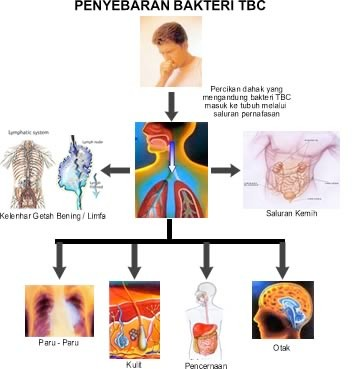 PENYEBARAN BAKTERI TBC
Percikan dahak yang
mengandung bakteri TBC
masuk ke tubuh melalui
saluran pernafasan
Lymphatic system
Lymph node
Kelenhar Getah Bening / Limfa
Saluran Kemih
Paru - Paru
Kulit
Pencernaan
Otak